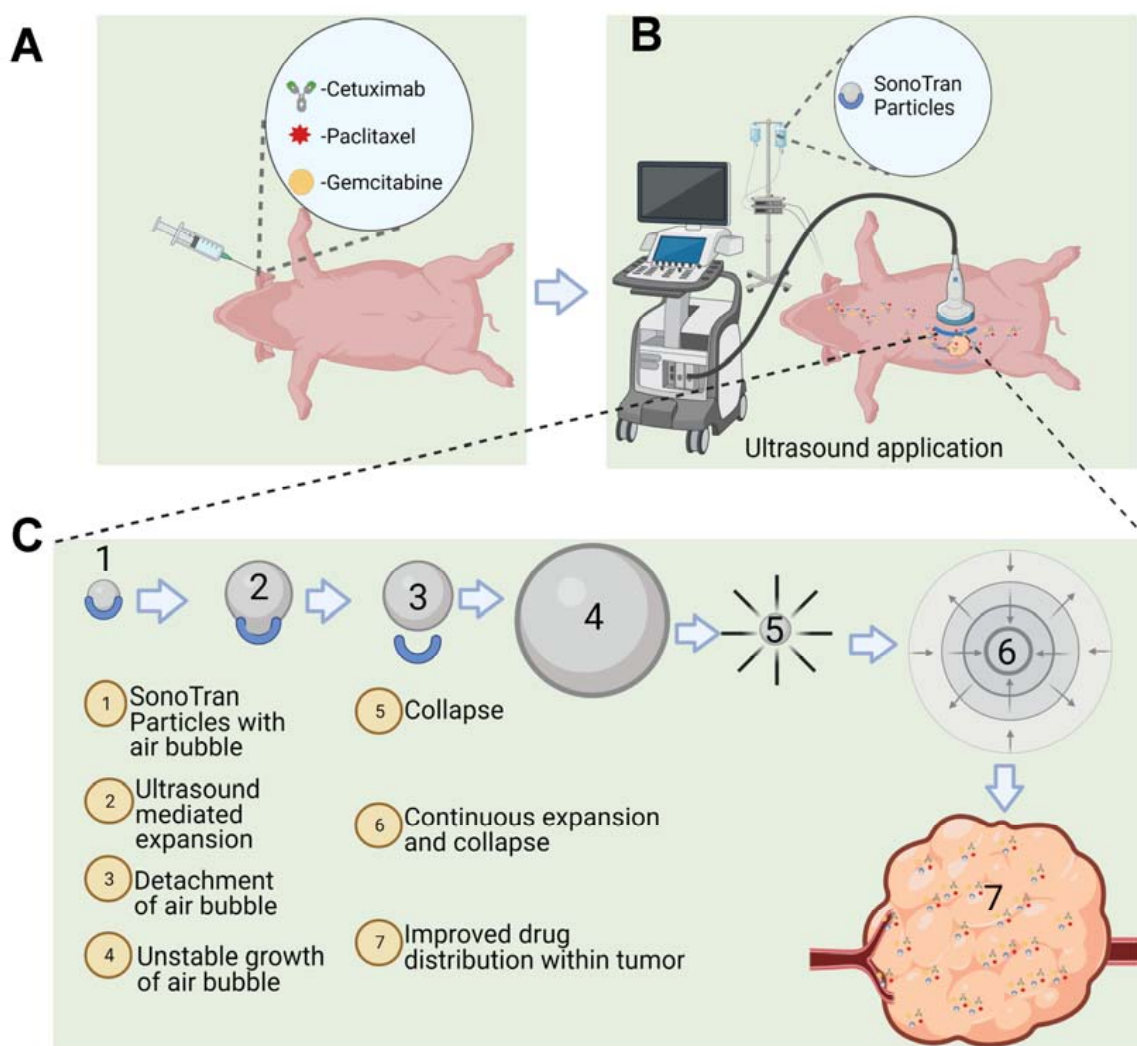 A
-Cetuximab
-Paclitaxel
-Gemcitabine
B
SonoTran
Particles
Ultrasound application
C
1
2
3
4
5
6
1
SonoTran
Particles with
air bubble
2
Ultrasound
mediated
expansion
3
Detachment
of air bubble
4
Unstable growth
of air bubble
5
Collapse
6
Continuous expansion
and collapse
7
Improved drug
distribution within tumor
7